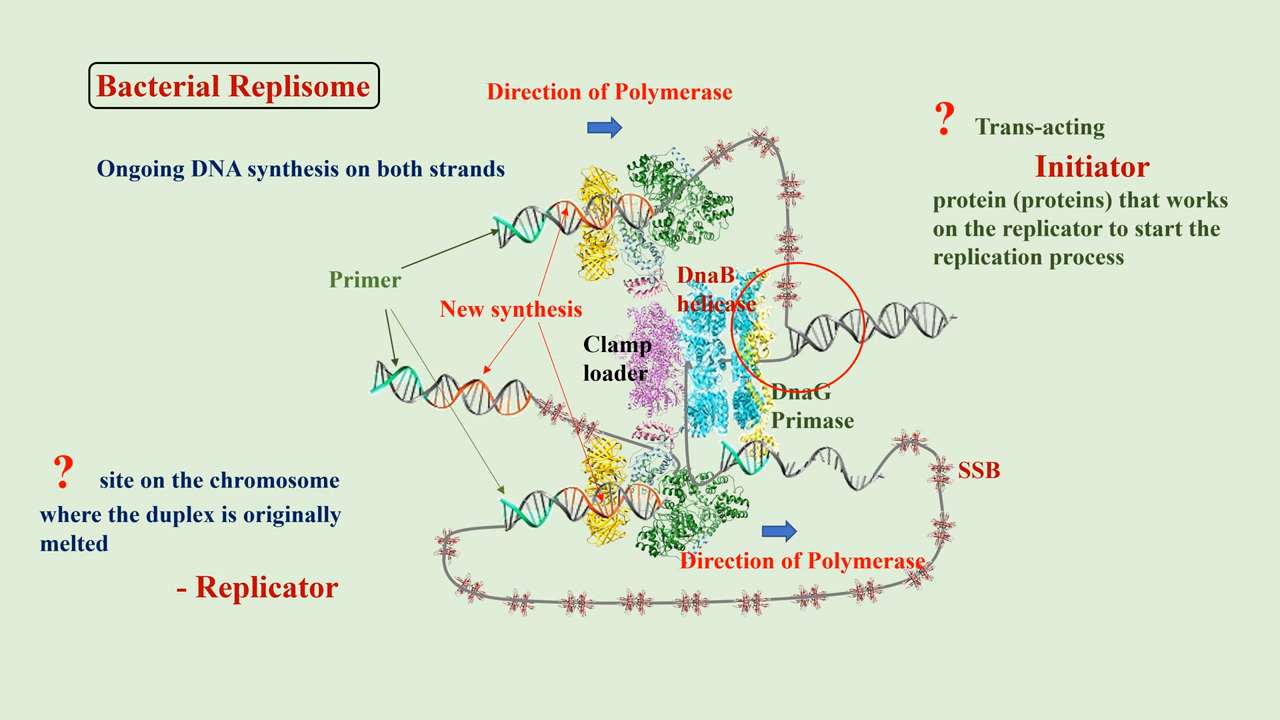 Bacterial Replisome
Ongoing DNA synthesis on both strands
Direction of Polymerase
? Trans-acting
Initiator
protein (proteins) that works
on the replicator to start the
replication process
Primer
New synthesis
DnaB
helicase
Clamp
loader
DnaG
Primase
SSB
? site on the chromosome
where the duplex is originally
melted
- Replicator
Direction of Polymerase